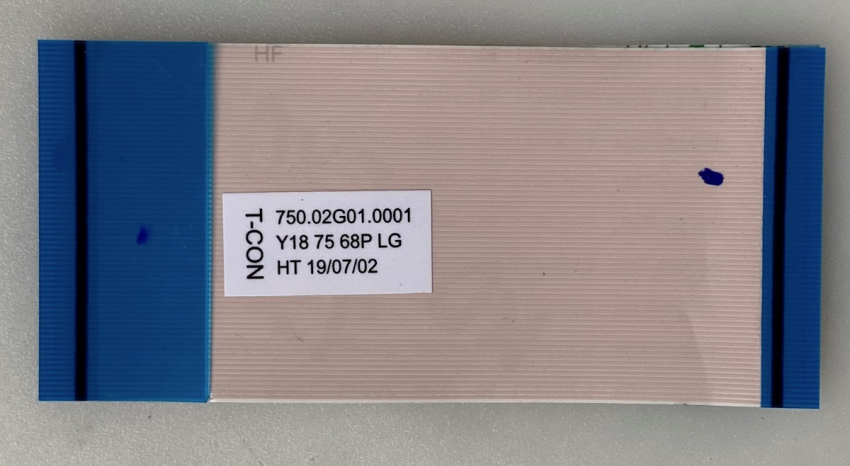 HF
T-CON
750.02G01.0001
Y18 75 68P LG
HT 19/07/02